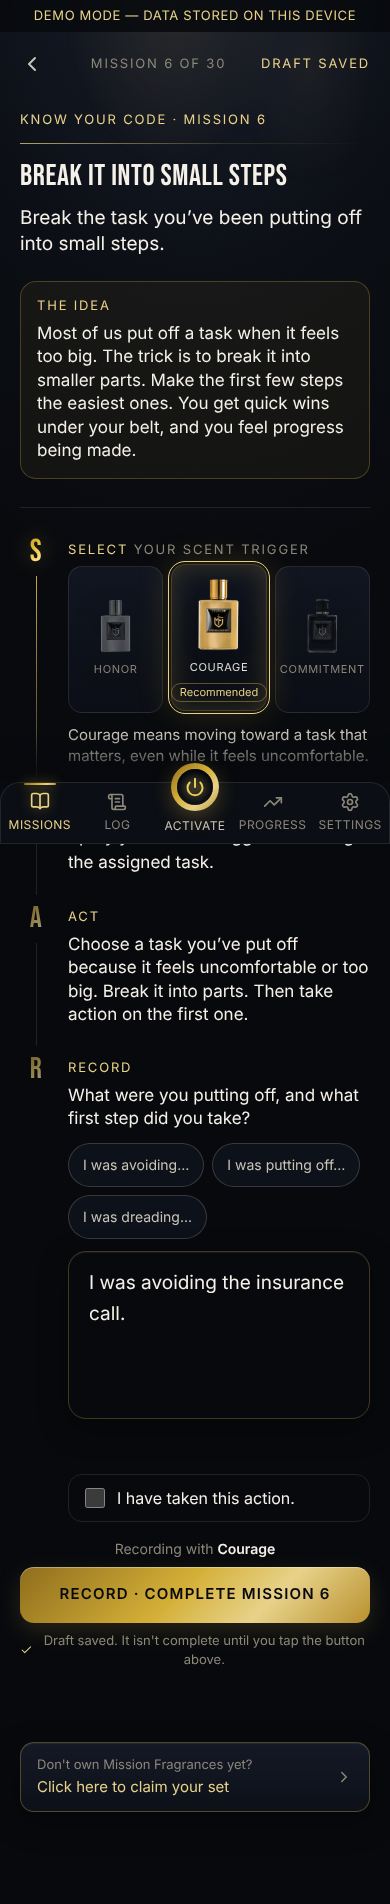 DEMO MODE — DATA STORED ON THIS DEVICE
MISSION 6 OF 30
DRAFT SAVED
KNOW YOUR CODE · MISSION 6
BREAK IT INTO SMALL STEPS
Break the task you’ve been putting off
into small steps.
THE IDEA
Most of us put off a task when it feels
too big. The trick is to break it into
smaller parts. Make the first few steps
the easiest ones. You get quick wins
under your belt, and you feel progress
being made.
S
SELECT YOUR SCENT TRIGGER
HONOR
COURAGE
COMMITMENT
Recommended
Courage means moving toward a task that
matters, even while it feels uncomfortable.
MISSIONS
LOG
ACTIVATE
PROGRESS
SETTINGS
the assigned task.
A
ACT
Choose a task you’ve put off
because it feels uncomfortable or too
big. Break it into parts. Then take
action on the first one.
R
RECORD
What were you putting off, and what
first step did you take?
I was avoiding...
I was putting off...
I was dreading...
I was avoiding the insurance
call.
I have taken this action.
Recording with Courage
RECORD · COMPLETE MISSION 6
Draft saved. It isn't complete until you tap the button
above.
Don't own Mission Fragrances yet?
Click here to claim your set